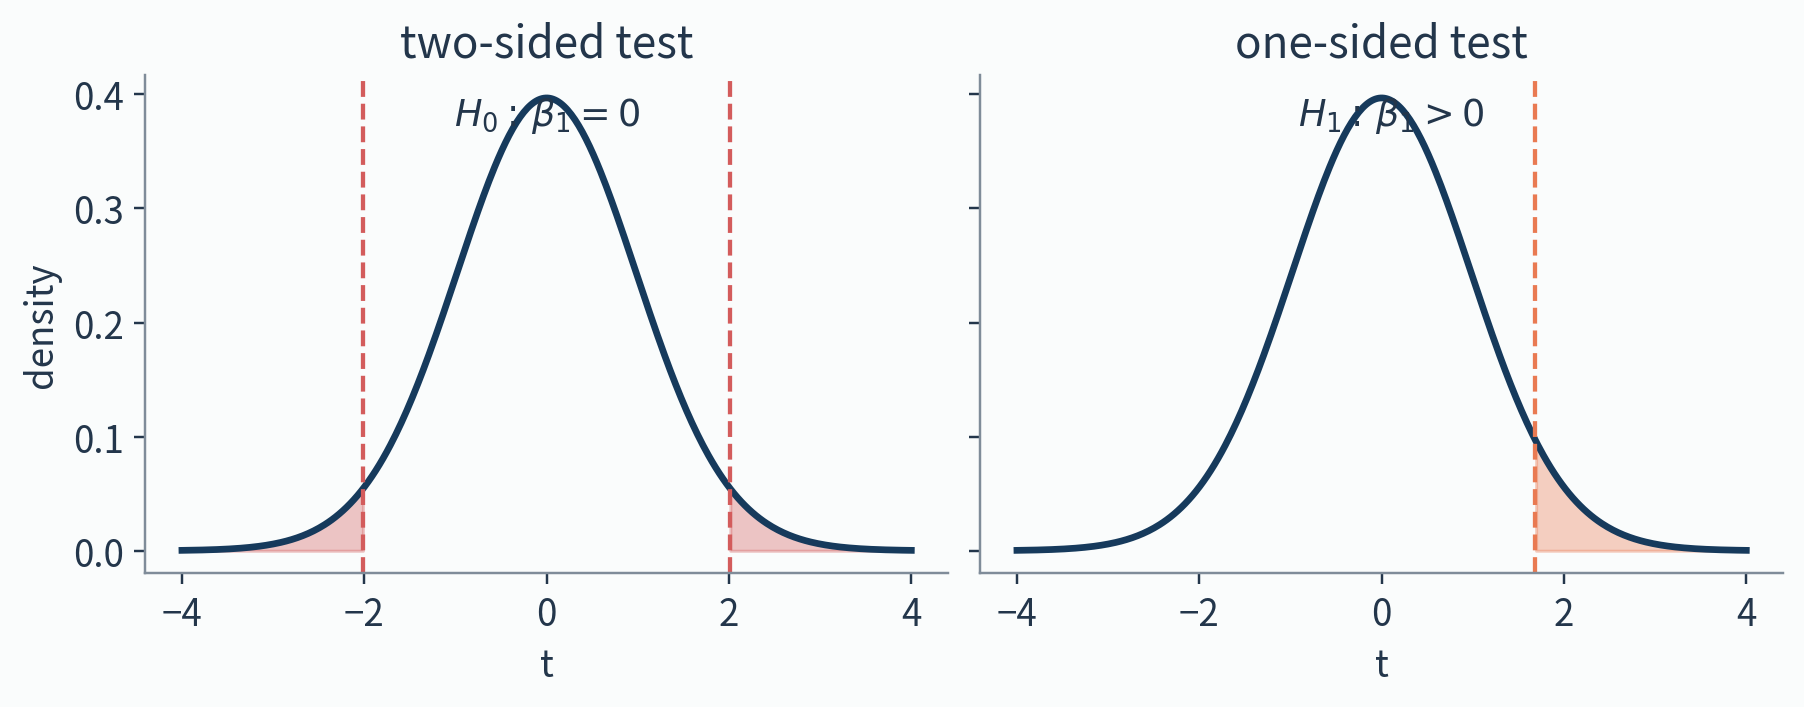 two-sided test
H₀ : β₁ = 0
0.4
0.3
0.2
0.1
0.0
density
−4 −2 0 2 4
t
one-sided test
H₁ : β₁ > 0
−4 −2 0 2 4
t